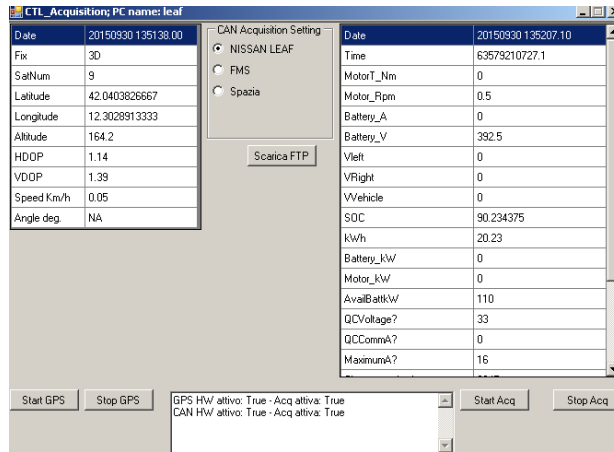 CTL_Acquisition; PC name: leaf
Date 20150930 135138.00
Fix 3D
SatNum 9
Latitude 42.0403826667
Longitude 12.3028913333
Altitude 164.2
HDOP 1.14
VDOP 1.39
Speed Km/h 0.05
Angle deg. NA
CAN Acquisition Setting
NISSAN LEAF
FMS
Spazia
Scarica FTP
Date 20150930 135207.10
Time 63579210727.1
MotorT_Nm 0
Motor_Rpm 0.5
Battery_A 0
Battery_V 392.5
Vleft 0
VRight 0
VVehicle 0
SOC 90.234375
kWh 20.23
Battery_kW 0
Motor_kW 0
AvailBattkW 110
QCVoltage? 33
QCCommA? 0
MaximumA? 16
Start GPS
Stop GPS
GPS HW attivo: True - Acq attiva: True
CAN HW attivo: True - Acq attiva: True
Start Acq
Stop Acq